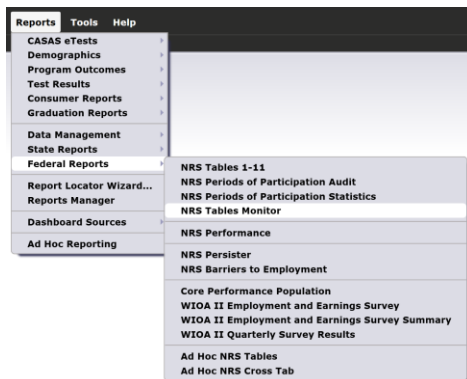 Reports Tools Help
CASAS eTests
Demographics
Program Outcomes
Test Results
Consumer Reports
Graduation Reports
Data Management
State Reports
Federal Reports
Report Locator Wizard...
Reports Manager
Dashboard Sources
Ad Hoc Reporting
NRS Tables 1-11
NRS Periods of Participation Audit
NRS Periods of Participation Statistics
NRS Tables Monitor
NRS Performance
NRS Persister
NRS Barriers to Employment
Core Performance Population
WIOA II Employment and Earnings Survey
WIOA II Employment and Earnings Survey Summary
WIOA II Quarterly Survey Results
Ad Hoc NRS Tables
Ad Hoc NRS Cross Tab